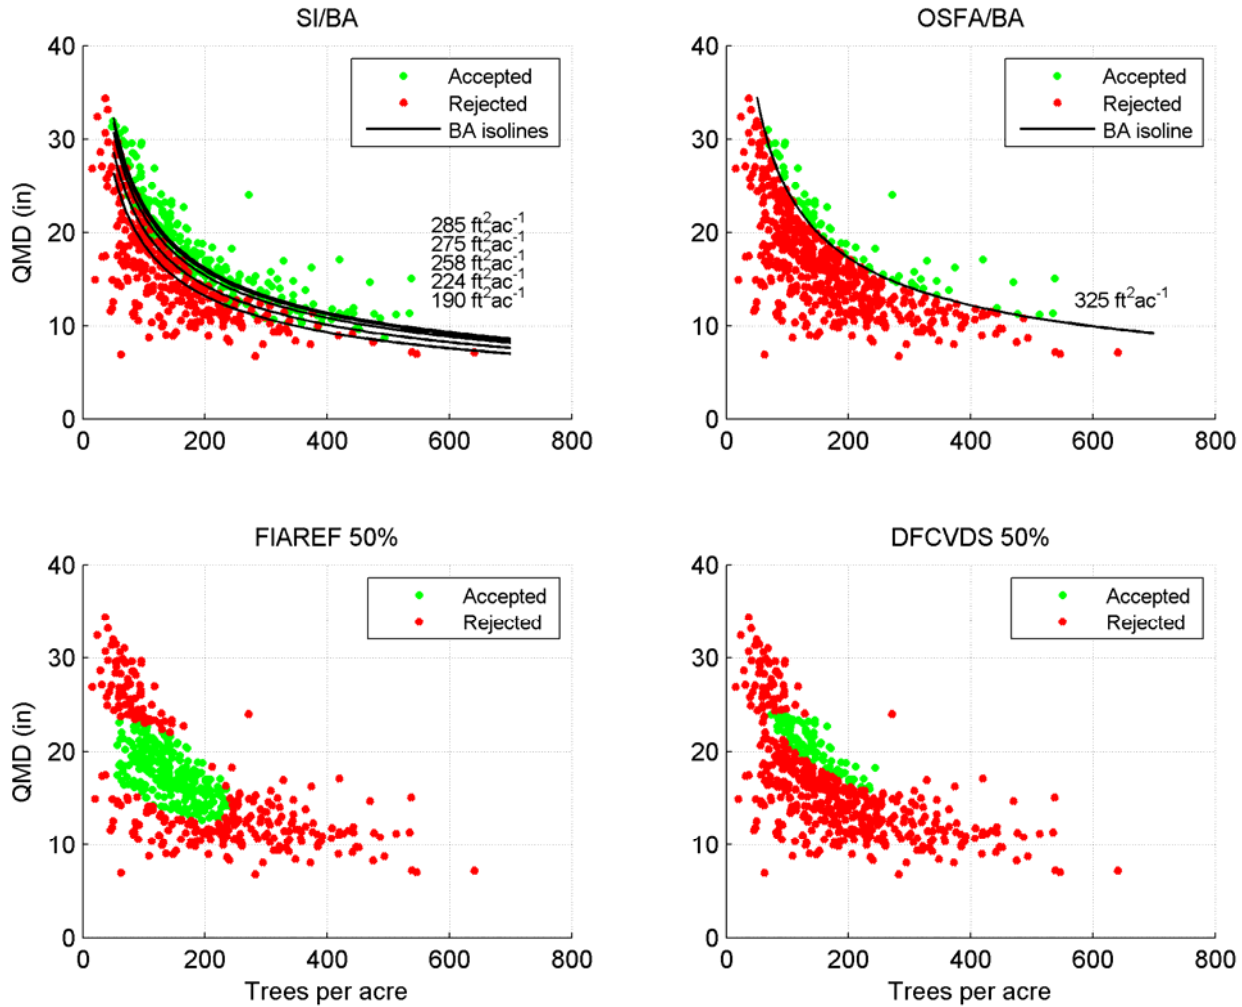 SI/BA
40
30
20
10
0
QMD (in)
Accepted
Rejected
BA isolines
285 ft²ac⁻¹
275 ft²ac⁻¹
258 ft²ac⁻¹
224 ft²ac⁻¹
190 ft²ac⁻¹
0 200 400 600 800
OSFA/BA
40
30
20
10
0
Accepted
Rejected
BA isoline
325 ft²ac⁻¹
0 200 400 600 800
FIAREF 50%
40
30
20
10
0
QMD (in)
Accepted
Rejected
0 200 400 600 800
Trees per acre
DFCVDS 50%
40
30
20
10
0
Accepted
Rejected
0 200 400 600 800
Trees per acre